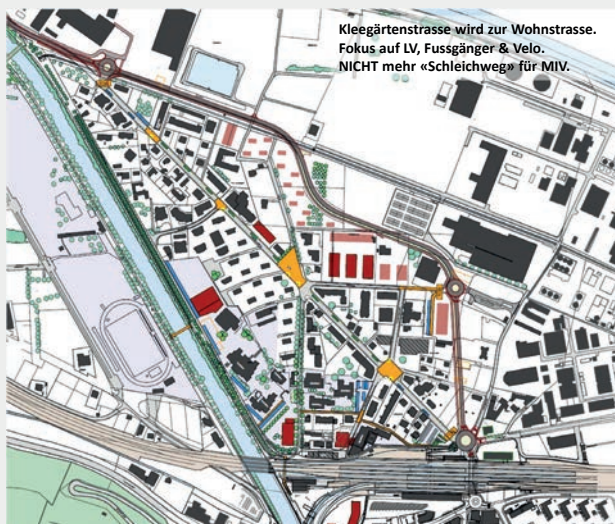 Kleegärtenstrasse wird zur Wohnstrasse.
Fokus auf LV, Fussgänger & Velo.
NICHT mehr «Schleichweg» für MIV.